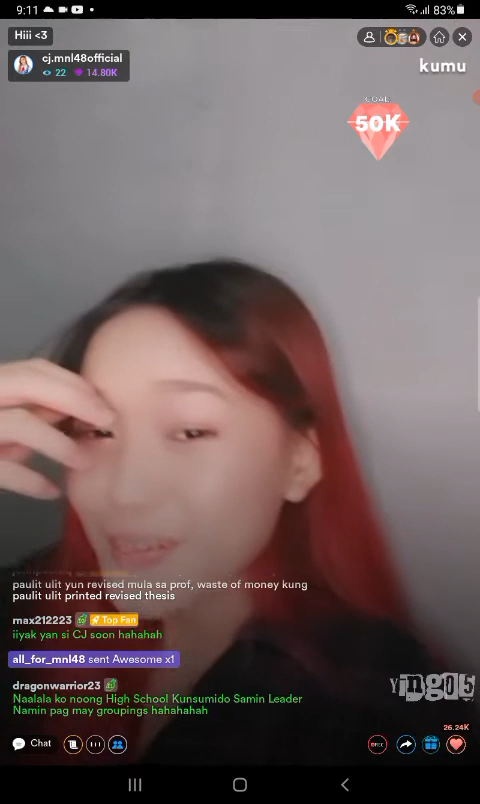 9:11
83%
Hiii <3
cj.mnl48official
22 14.80K
kumu
GOAL
50K
paulit ulit yun revised mula sa prof, waste of money kung
paulit ulit printed revised thesis
max212223 Top Fan
iiyak yan si CJ soon hahahah
all_for_mnl48 sent Awesome x1
dragonwarrior23
Naalala ko noong High School Kunsumido Samin Leader
Namin pag may groupings hahahahah
Yingo5
26.24K
Chat
REC